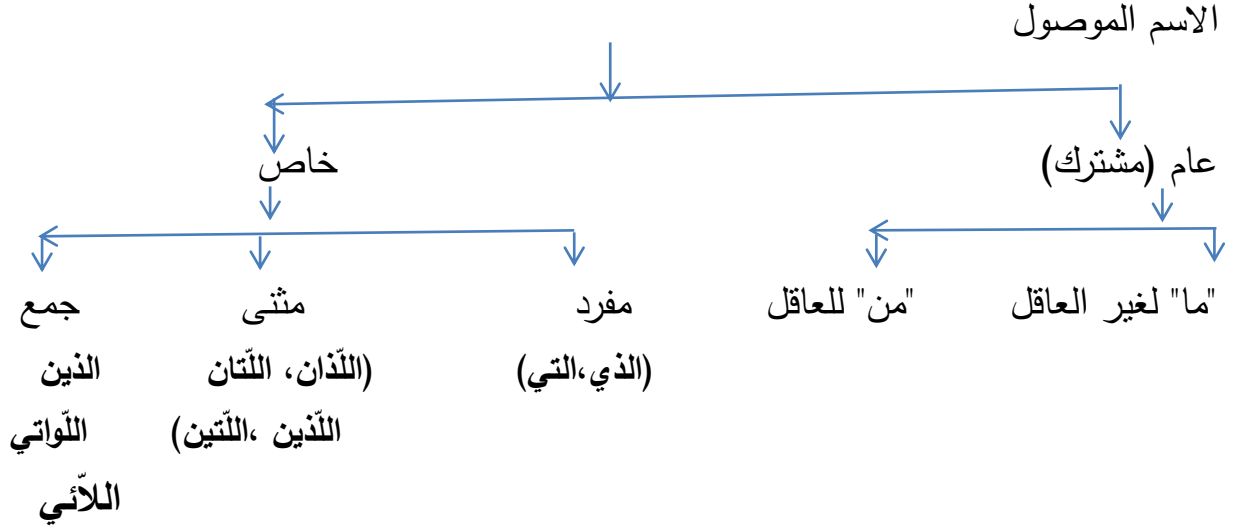 الاسم الموصول
عام (مشترك)
خاص
"ما" لغير العاقل
"من" للعاقل
مفرد
(الذي،التي)
مثنى
(اللّذان، اللّتان
اللّذين ،اللّتين)
جمع
الذين
اللّواتي
اللاّئي